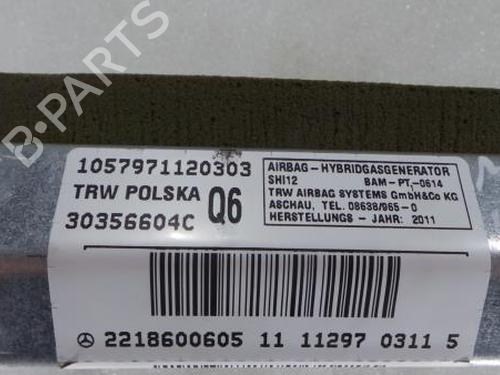 B-PARTS
1057971120303
TRW POLSKA Q6
30356604C
AIRBAG - HYBRIDGASGENERATOR
SHI12 BAM-PT,-0614
TRW AIRBAG SYSTEMS GmbH&Co KG
ASCHAU, TEL. 08638/965-0
HERSTELLUNGS - JAHR: 2011
2218600605 11 11297 0311 5